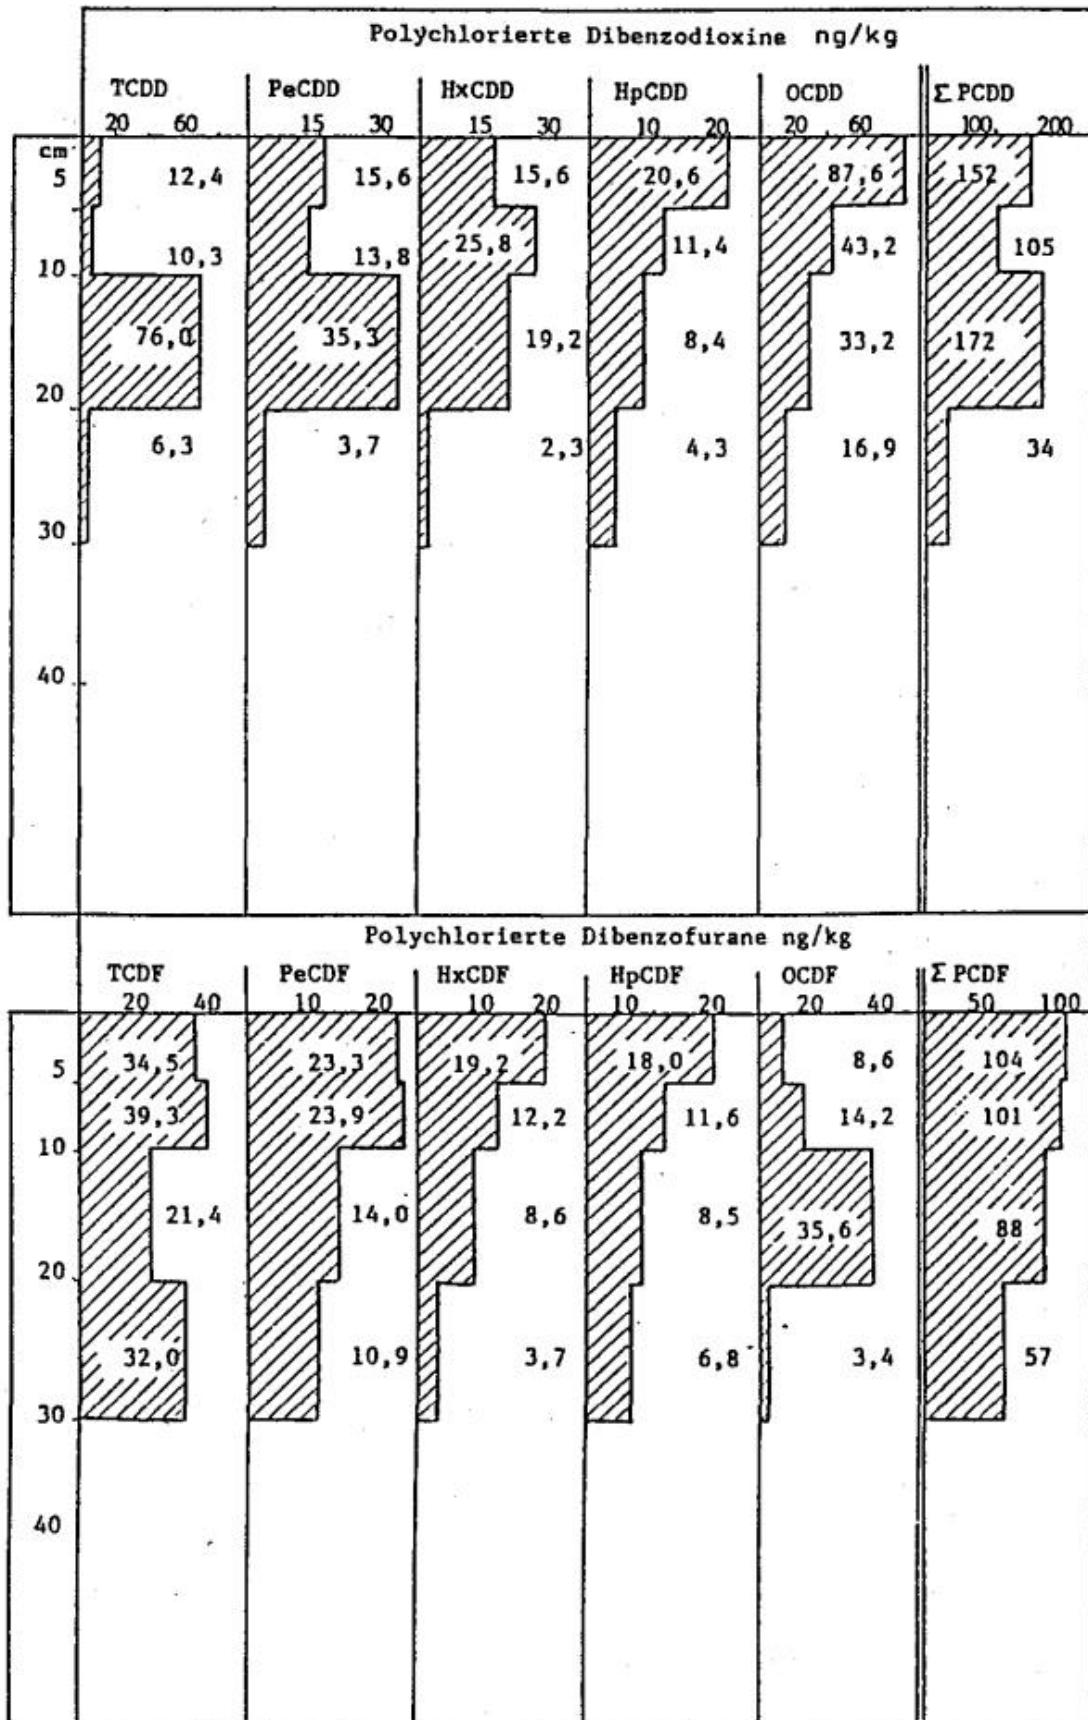 Polychlorierte Dibenzodioxine ng/kg
TCDD PeCDD HxCDD HpCDD OCDD Σ PCDD
20 60 15 30 15 30 10 20 20 60 100, 200
cm
5 12,4 15,6 15,6 20,6 87,6 152
10,3 13,8 25,8 11,4 43,2 105
10
76,0 35,3 19,2 8,4 33,2 172
20
6,3 3,7 2,3 4,3 16,9 34
30
40
Polychlorierte Dibenzofurane ng/kg
TCDF PeCDF HxCDF HpCDF OCDF Σ PCDF
20 40 10 20 10 20 10 20 20 40 50 100
5 34,5 23,3 19,2 18,0 8,6 104
39,3 23,9 12,2 11,6 14,2 101
10
21,4 14,0 8,6 8,5 35,6 88
20
32,0 10,9 3,7 6,8 3,4 57
30
40